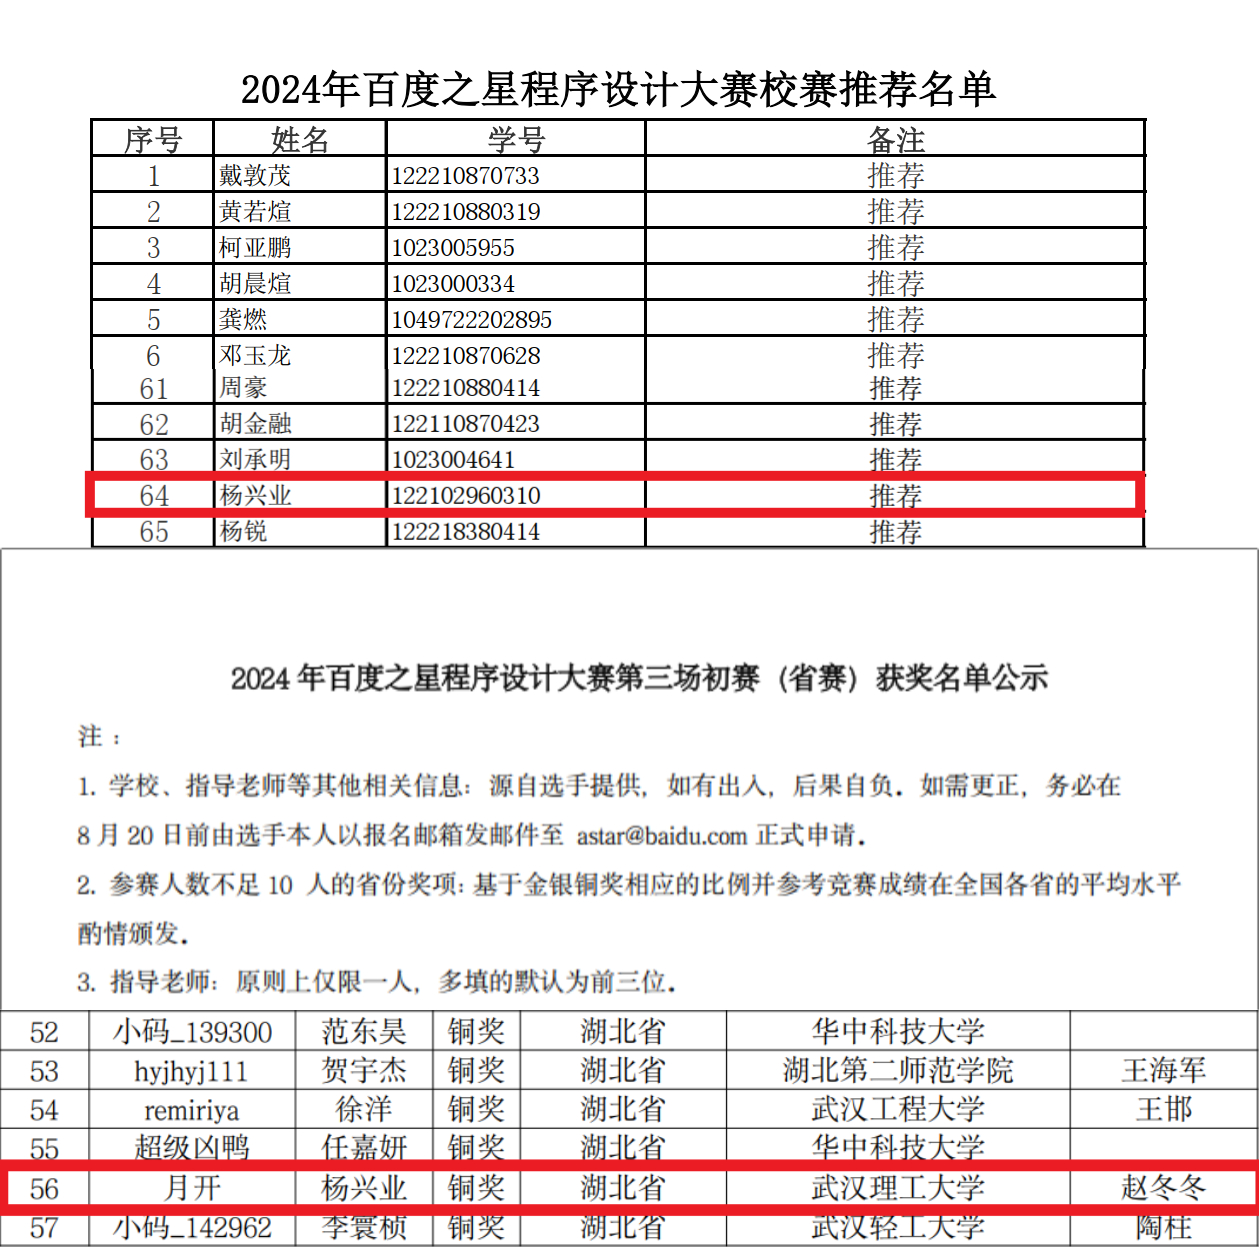 2024年百度之星程序设计大赛校赛推荐名单
序号 姓名 学号 备注
1 戴敦茂 122210870733 推荐
2 黄若煊 122210880319 推荐
3 柯亚鹏 1023005955 推荐
4 胡晨煊 1023000334 推荐
5 龚燃 1049722202895 推荐
6 邓玉龙 122210870628 推荐
61 周豪 122210880414 推荐
62 胡金融 122110870423 推荐
63 刘承明 1023004641 推荐
64 杨兴业 122102960310 推荐
65 杨锐 122218380414 推荐
2024 年百度之星程序设计大赛第三场初赛（省赛）获奖名单公示
注：
1. 学校、指导老师等其他相关信息：源自选手提供，如有出入，后果自负。如需更正，务必在
8 月 20 日前由选手本人以报名邮箱发邮件至 astar@baidu.com 正式申请。
2. 参赛人数不足 10 人的省份奖项：基于金银铜奖相应的比例并参考竞赛成绩在全国各省的平均水平
酌情颁发。
3. 指导老师：原则上仅限一人，多填的默认为前三位。
52 小码_139300 范东昊 铜奖 湖北省 华中科技大学
53 hyjhyj111 贺宇杰 铜奖 湖北省 湖北第二师范学院 王海军
54 remiriya 徐洋 铜奖 湖北省 武汉工程大学 王邯
55 超级凶鸭 任嘉妍 铜奖 湖北省 华中科技大学
56 月开 杨兴业 铜奖 湖北省 武汉理工大学 赵冬冬
57 小码_142962 李寰桢 铜奖 湖北省 武汉轻工大学 陶柱